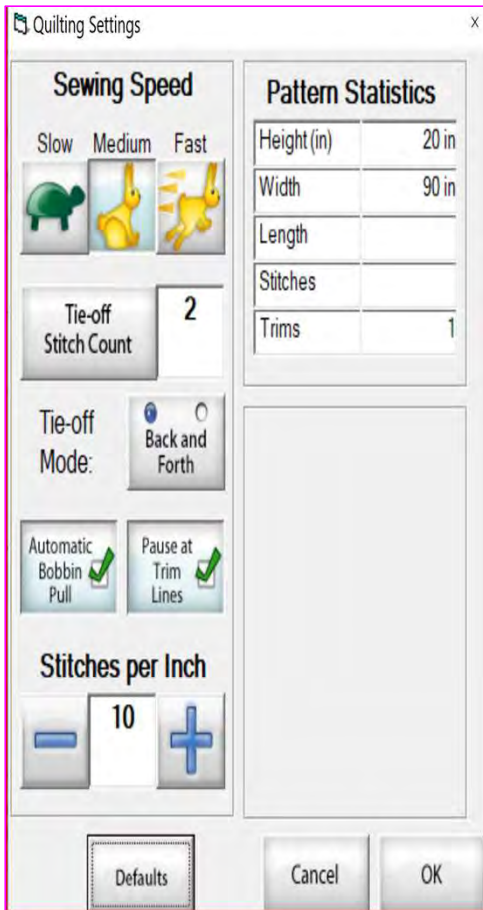 Quilting Settings x
Sewing Speed
Slow Medium Fast
Tie-off
Stitch Count
2
Tie-off
Mode:
Back and
Forth
Automatic
Bobbin
Pull
Pause at
Trim
Lines
Stitches per Inch
10
Pattern Statistics
Height (in) 20 in
Width 90 in
Length
Stitches
Trims 1
Defaults
Cancel
OK